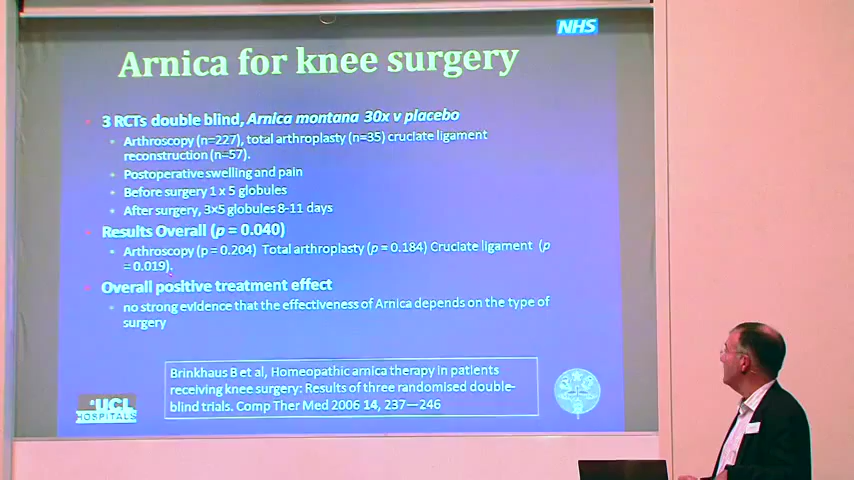 NHS
Arnica for knee surgery
3 RCTs double blind, Arnica montana 30x v placebo
Arthroscopy (n=227), total arthroplasty (n=35) cruciate ligament
reconstruction (n=57).
Postoperative swelling and pain
Before surgery 1 x 5 globules
After surgery, 3x5 globules 8-11 days
Results Overall (p = 0.040)
Arthroscopy (p = 0.204) Total arthroplasty (p = 0.184) Cruciate ligament (p
= 0.019).
Overall positive treatment effect
no strong evidence that the effectiveness of Arnica depends on the type of
surgery
Brinkhaus B et al, Homeopathic arnica therapy in patients
receiving knee surgery: Results of three randomised double-
blind trials. Comp Ther Med 2006 14, 237—246
UCL
HOSPITALS